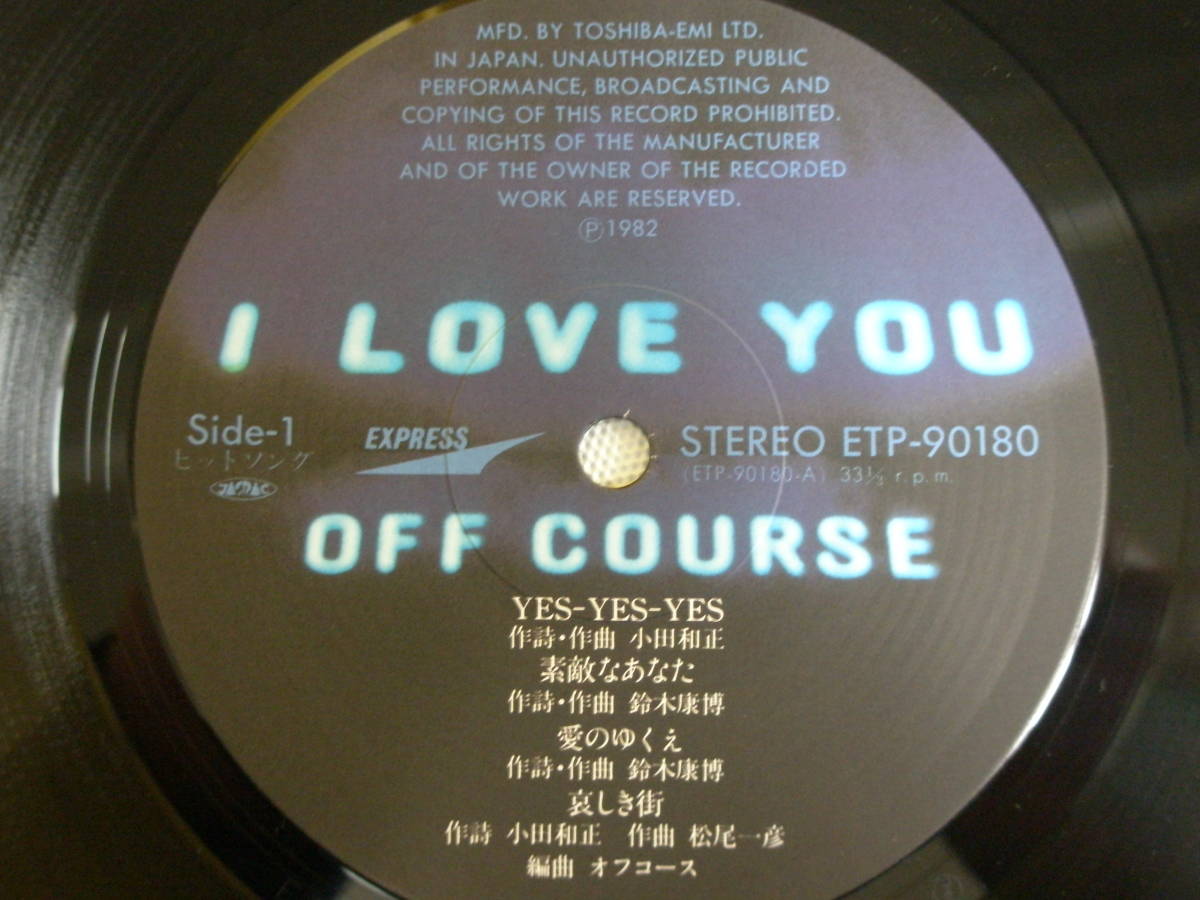 MFD. BY TOSHIBA-EMI LTD.
IN JAPAN. UNAUTHORIZED PUBLIC
PERFORMANCE, BROADCASTING AND
COPYING OF THIS RECORD PROHIBITED.
ALL RIGHTS OF THE MANUFACTURER
AND OF THE OWNER OF THE RECORDED
WORK ARE RESERVED.
Ⓟ1982
I LOVE YOU
Side-1
ヒットソング
JASRAC
EXPRESS
STEREO ETP-90180
(ETP-90180-A) 33⅓ r.p.m.
OFF COURSE
YES-YES-YES
作詩・作曲 小田和正
素敵なあなた
作詩・作曲 鈴木康博
愛のゆくえ
作詩・作曲 鈴木康博
哀しき街
作詩 小田和正 作曲 松尾一彦
編曲 オフコース